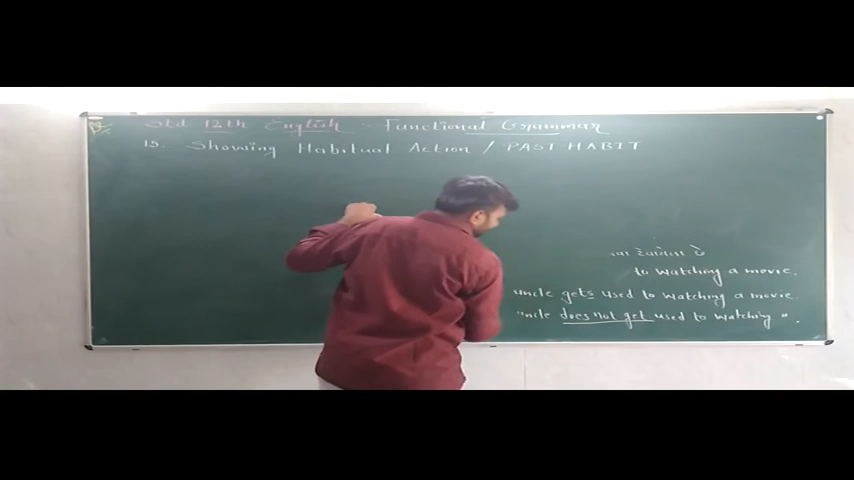 Std 12th English :- Functional Grammar
13. Showing Habitual Action / PAST HABIT
to watching a movie.
uncle gets used to watching a movie.
uncle does not get used to watching " .